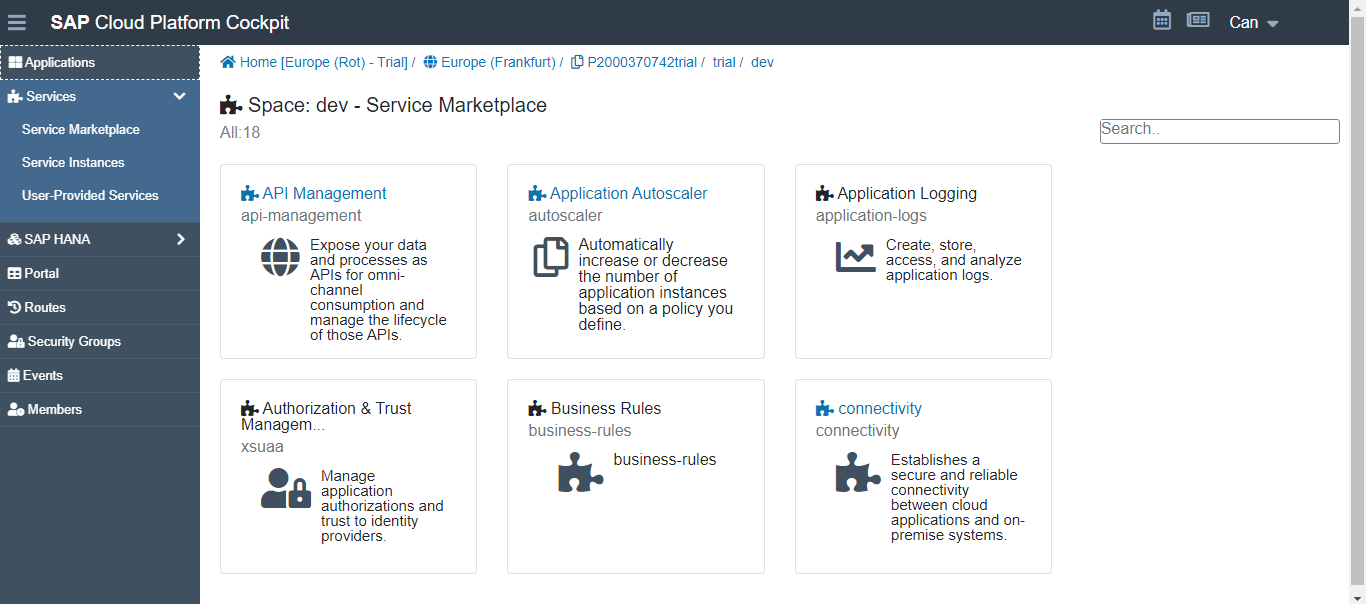 SAP Cloud Platform Cockpit
Can
Applications
Services
Service Marketplace
Service Instances
User-Provided Services
SAP HANA
Portal
Routes
Security Groups
Events
Members
Home [Europe (Rot) - Trial] / Europe (Frankfurt) / P2000370742trial / trial / dev
Space: dev - Service Marketplace
All:18
Search..
API Management
api-management
Expose your data
and processes as
APIs for omni-
channel
consumption and
manage the lifecycle
of those APIs.
Application Autoscaler
autoscaler
Automatically
increase or decrease
the number of
application instances
based on a policy you
define.
Application Logging
application-logs
Create, store,
access, and analyze
application logs.
Authorization & Trust
Managem...
xsuaa
Manage
application
authorizations and
trust to identity
providers.
Business Rules
business-rules
business-rules
connectivity
connectivity
Establishes a
secure and reliable
connectivity
between cloud
applications and on-
premise systems.